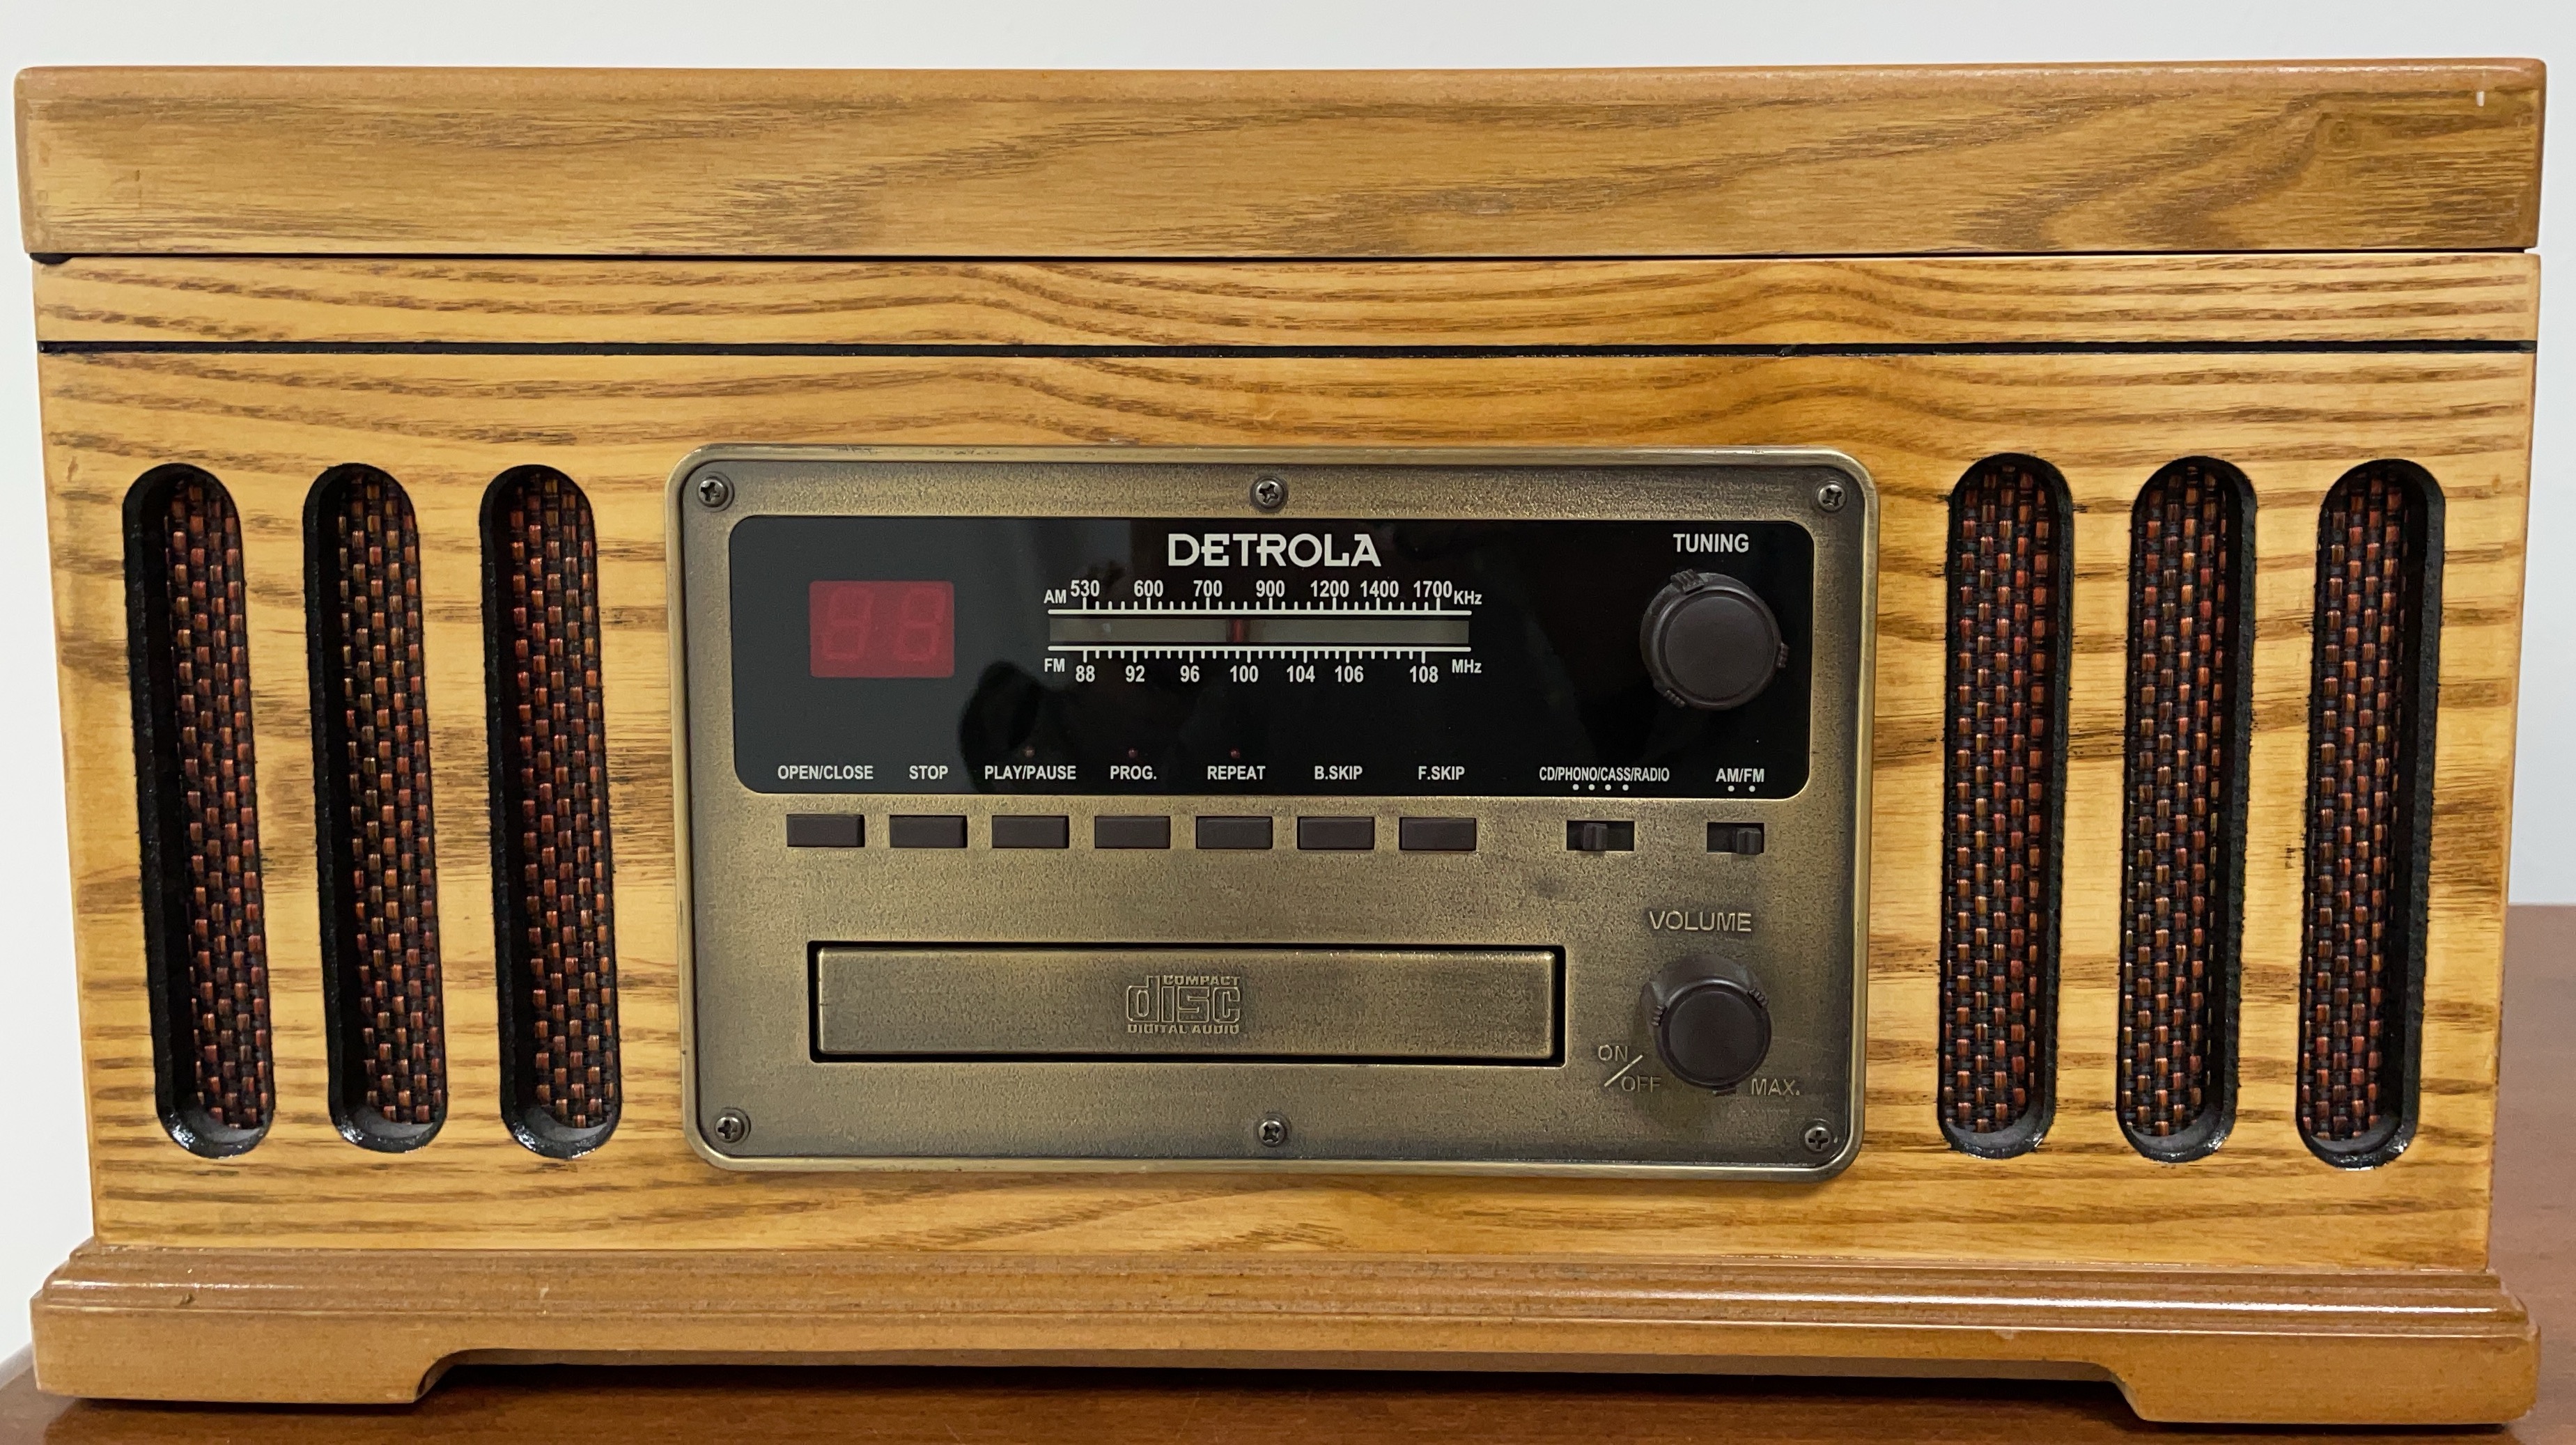 DETROLA
TUNING
AM 530 600 700 900 1200 1400 1700 KHz
FM 88 92 96 100 104 106 108 MHz
OPEN/CLOSE STOP PLAY/PAUSE PROG. REPEAT B.SKIP F.SKIP CD/PHONO/CASS/RADIO AM/FM
VOLUME
COMPACT
disc
DIGITAL AUDIO
ON/OFF
MAX.